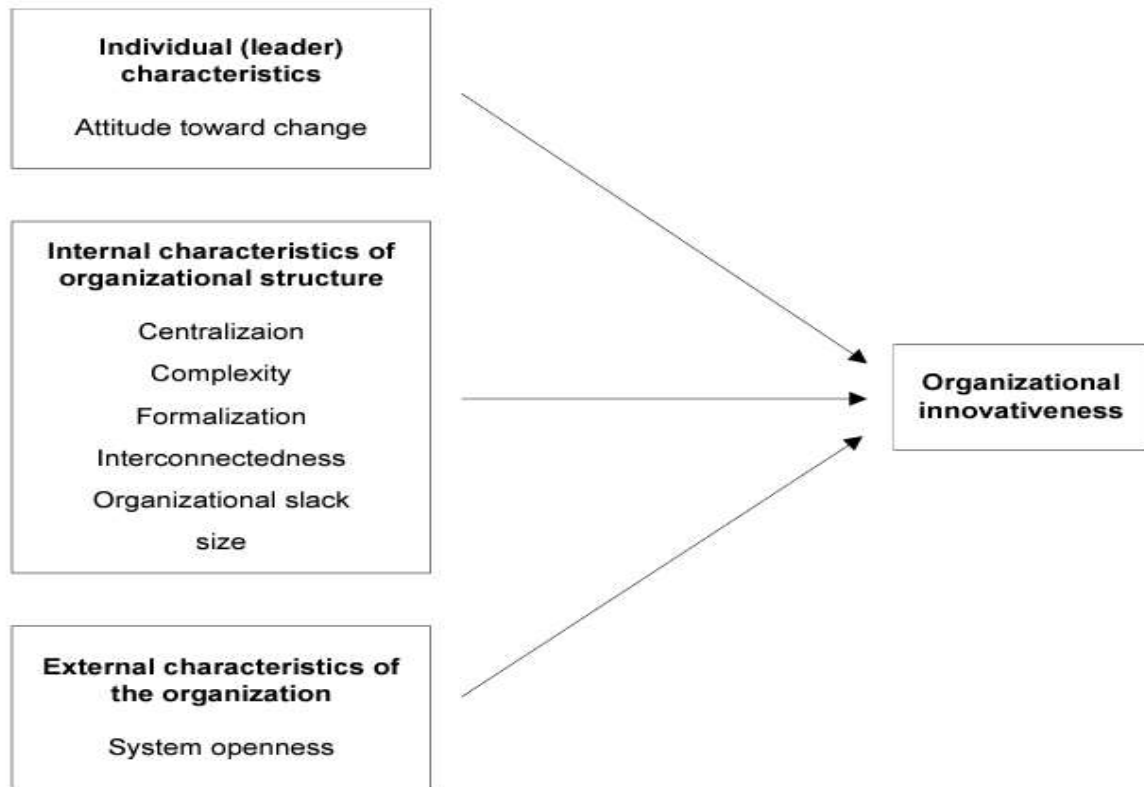 Individual (leader)
characteristics
Attitude toward change
Internal characteristics of
organizational structure
Centralizaion
Complexity
Formalization
Interconnectedness
Organizational slack
size
External characteristics of
the organization
System openness
Organizational
innovativeness